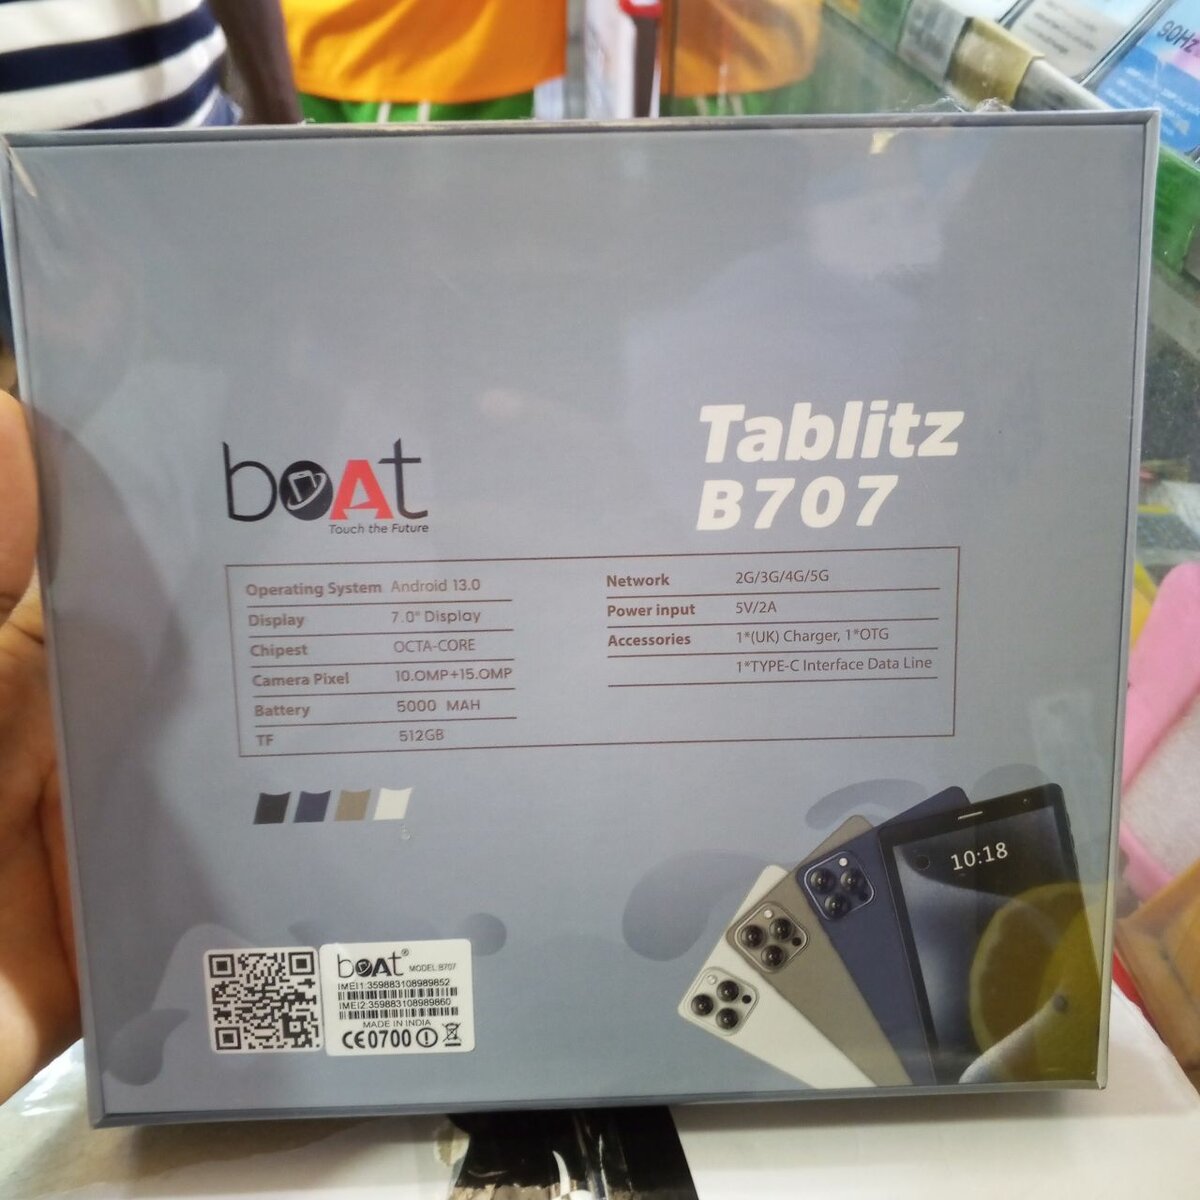 90Hz
boAt
Touch the Future
Tablitz
B707
Operating System Android 13.0
Display 7.0" Display
Chipest OCTA-CORE
Camera Pixel 10.0MP+15.0MP
Battery 5000 MAH
TF 512GB
Network 2G/3G/4G/5G
Power input 5V/2A
Accessories 1*(UK) Charger, 1*OTG
1*TYPE-C Interface Data Line
10:18
boAt® MODEL:B707
IMEI1:359883108989852
IMEI2:359883108989860
MADE IN INDIA
CE0700